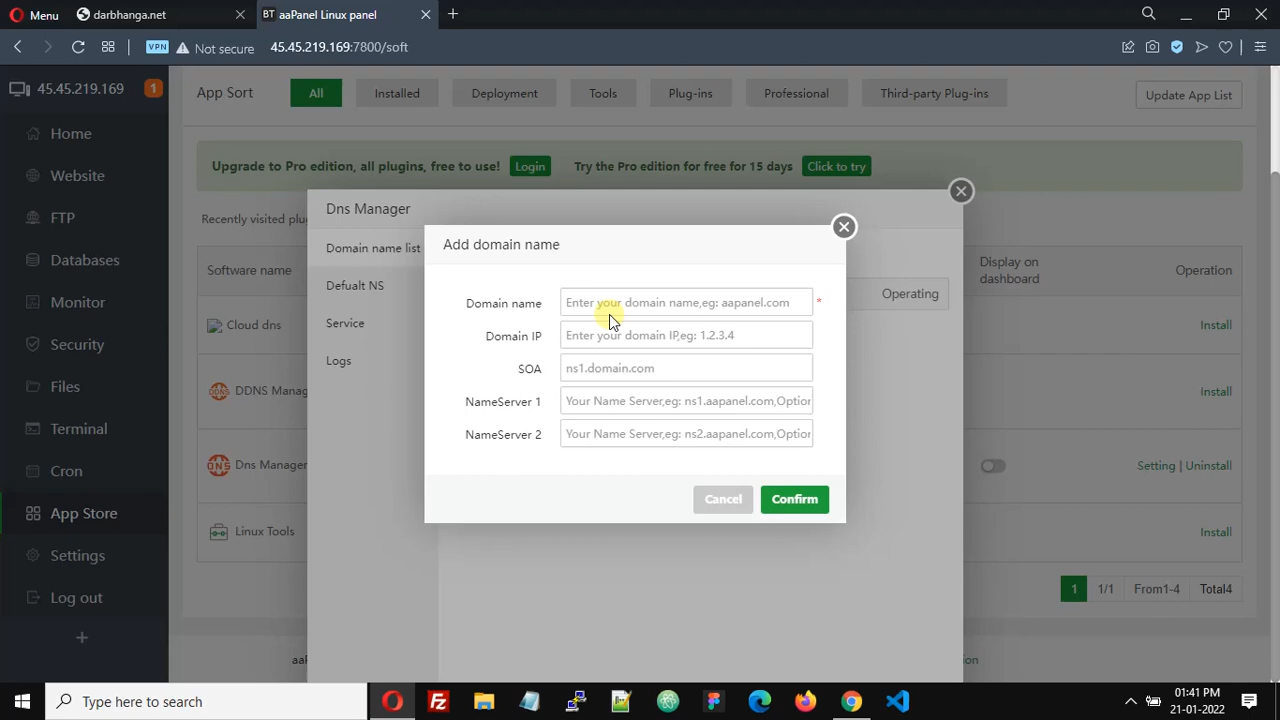 Menu
darbhanga.net
BT aaPanel Linux panel
VPN
Not secure
45.45.219.169:7800/soft
45.45.219.169
1
Home
Website
FTP
Databases
Monitor
Security
Files
Terminal
Cron
App Store
Settings
Log out
App Sort
All
Installed
Deployment
Tools
Plug-ins
Professional
Third-party Plug-ins
Update App List
Upgrade to Pro edition, all plugins, free to use!
Login
Try the Pro edition for free for 15 days
Click to try
Recently visited
Software name
Display on
dashboard
Operation
Cloud dns
Install
DDNS
Install
Dns Manager
Setting | Uninstall
Linux Tools
Install
1
1/1
From1-4
Total4
Dns Manager
Domain name list
Defualt NS
Service
Logs
Operating
Add domain name
Domain name
Enter your domain name,eg: aapanel.com
*
Domain IP
Enter your domain IP,eg: 1.2.3.4
SOA
ns1.domain.com
NameServer 1
Your Name Server,eg: ns1.aapanel.com,Option
NameServer 2
Your Name Server,eg: ns2.aapanel.com,Option
Cancel
Confirm
Type here to search
01:41 PM
21-01-2022